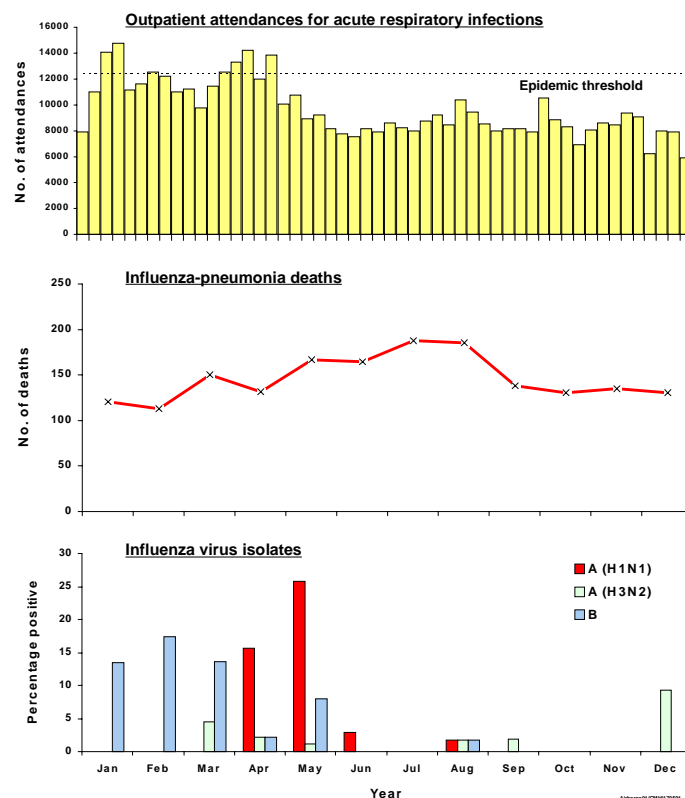 Outpatient attendances for acute respiratory infections
No. of attendances
16000
14000
12000
10000
8000
6000
4000
2000
0
Epidemic threshold
Influenza-pneumonia deaths
No. of deaths
250
200
150
100
50
0
Influenza virus isolates
Percentage positive
30
25
20
15
10
5
0
A (H1N1)
A (H3N2)
B
Jan Feb Mar Apr May Jun Jul Aug Sep Oct Nov Dec
Year